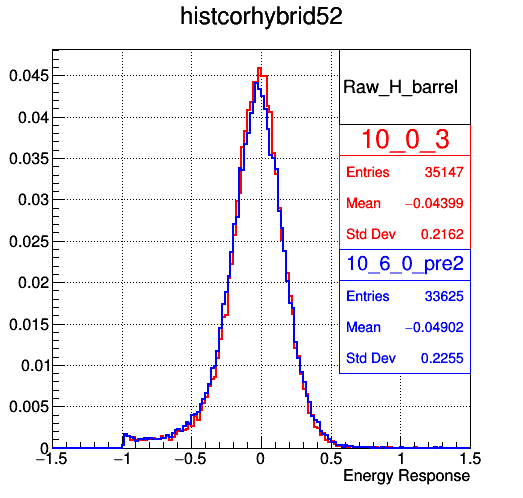 histcorhybrid52
Raw_H_barrel
10_0_3
Entries 35147
Mean −0.04399
Std Dev 0.2162
10_6_0_pre2
Entries 33625
Mean −0.04902
Std Dev 0.2255
0.045
0.04
0.035
0.03
0.025
0.02
0.015
0.01
0.005
0
−1.5 −1 −0.5 0 0.5 1 1.5
Energy Response